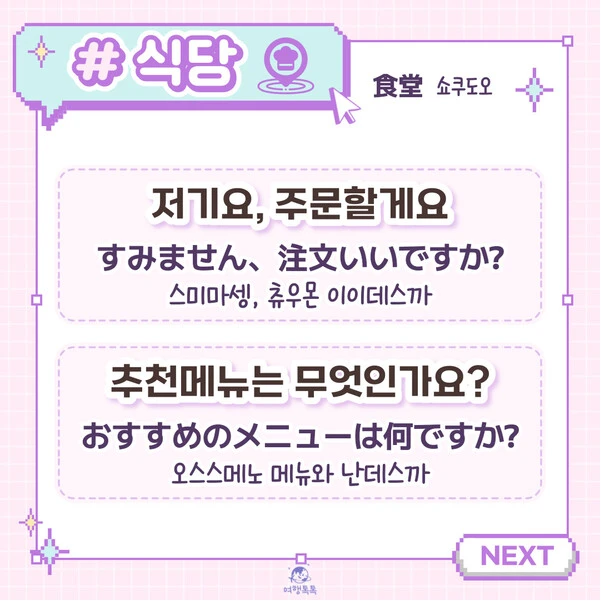 # 식당
食堂 쇼쿠도오
저기요, 주문할게요
すみません、注文いいですか?
스미마셍, 츄우몬 이이데스까
추천메뉴는 무엇인가요?
おすすめのメニューは何ですか?
오스스메노 메뉴와 난데스까
NEXT
여행톡톡